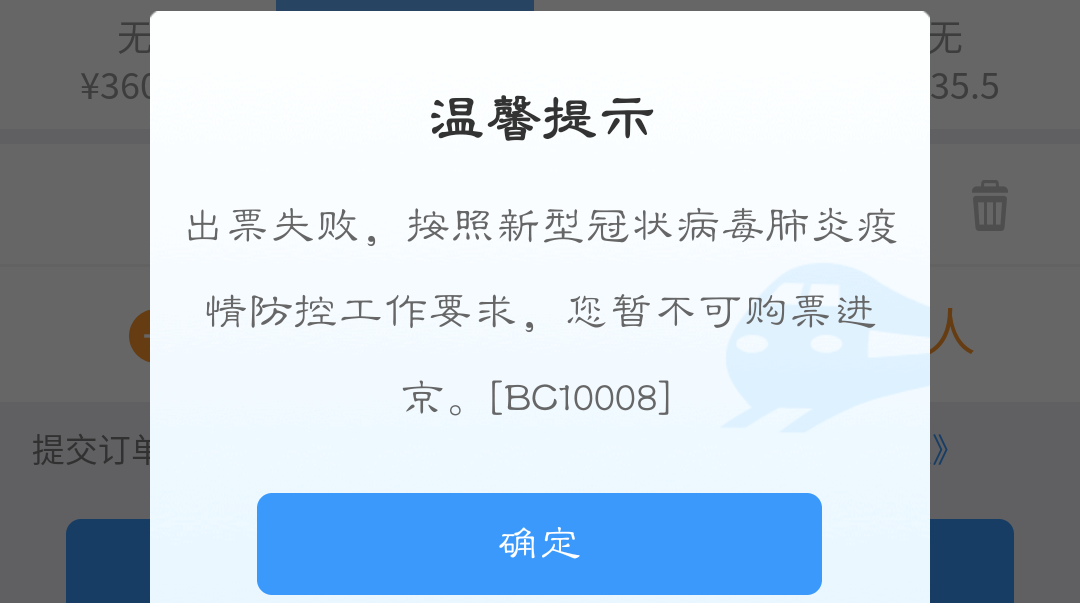 无
无
¥360
35.5
温馨提示
出票失败，按照新型冠状病毒肺炎疫
情防控工作要求，您暂不可购票进
京。[BC10008]
人
提交订单
》
确定